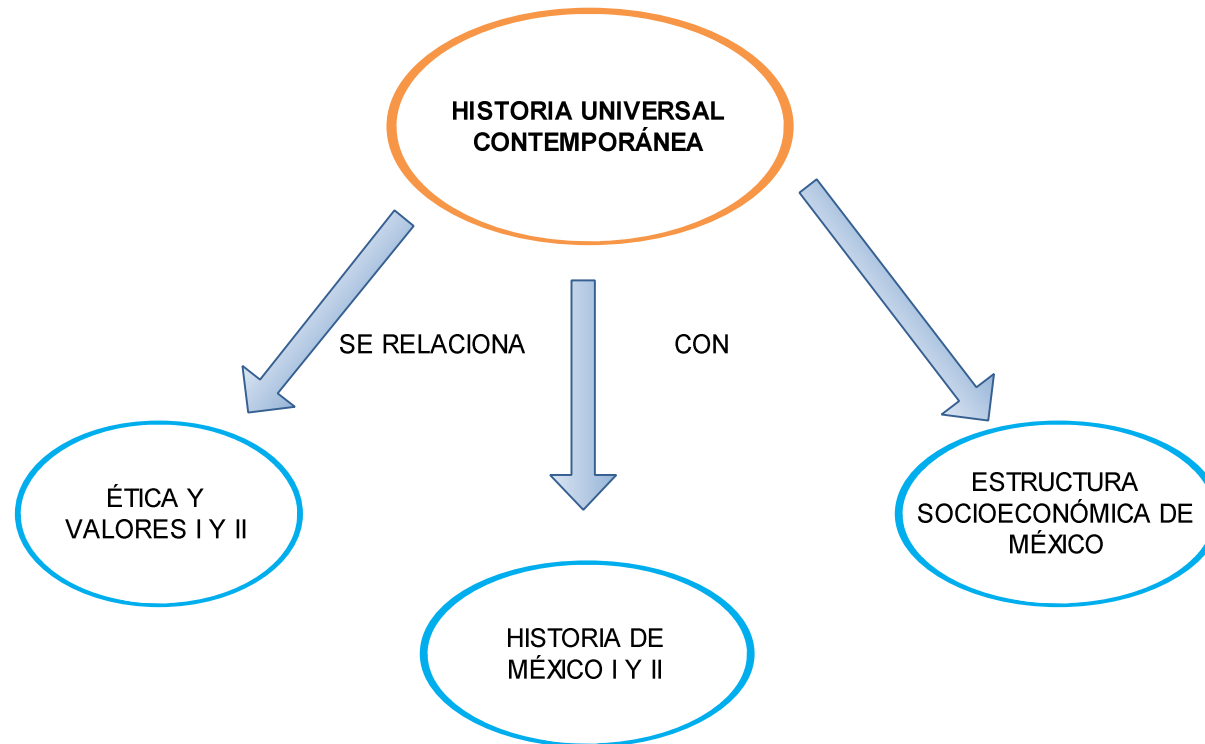 HISTORIA UNIVERSAL
CONTEMPORÁNEA
SE RELACIONA CON
ÉTICA Y
VALORES I Y II
ESTRUCTURA
SOCIOECONÓMICA DE
MÉXICO
HISTORIA DE
MÉXICO I Y II